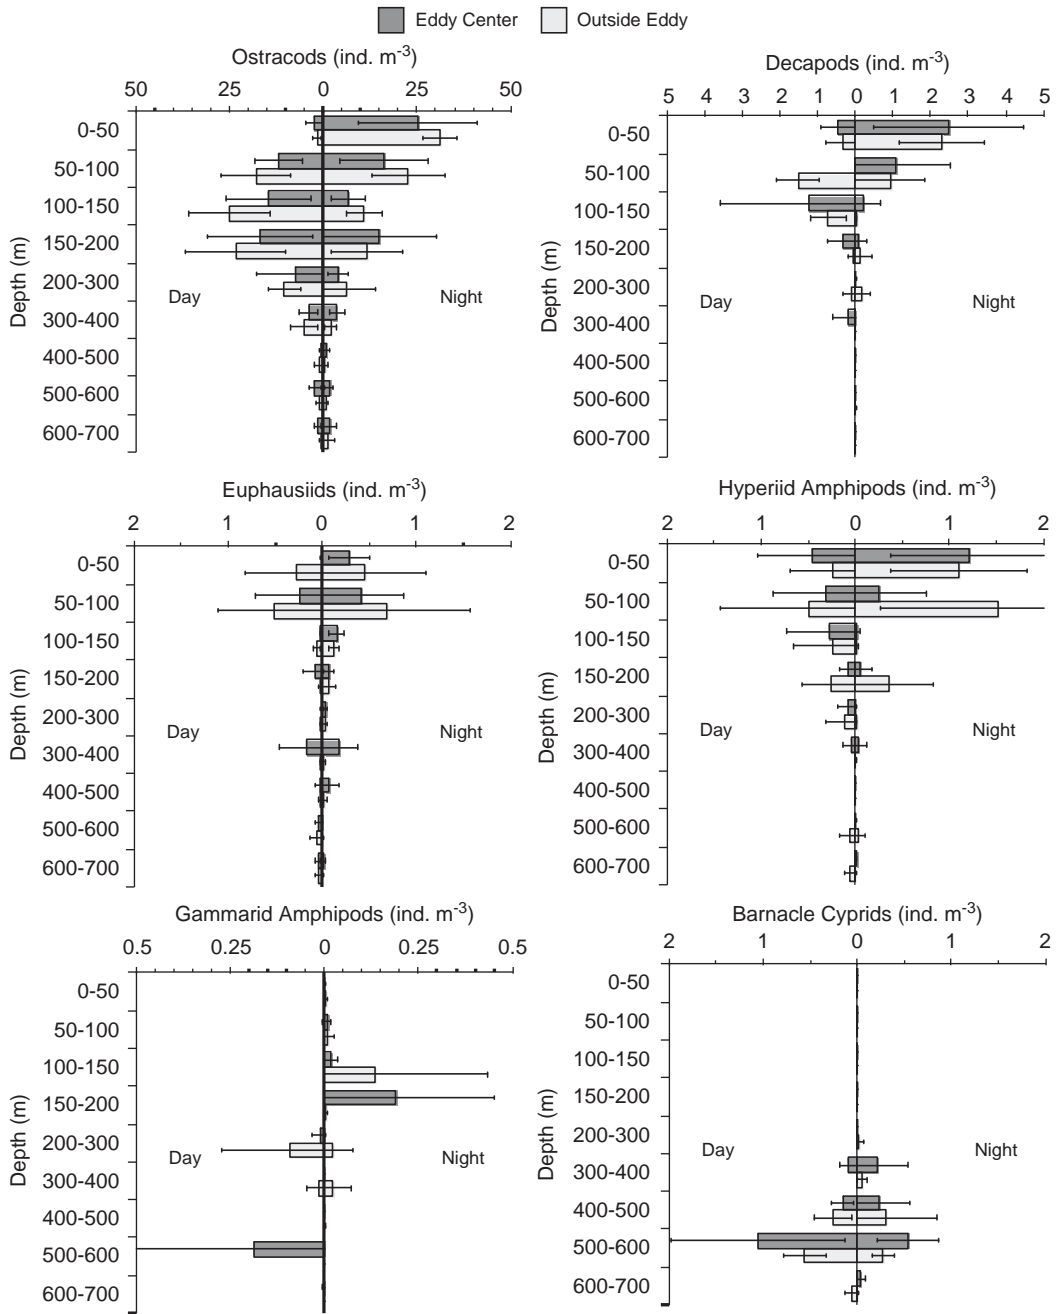 Eddy Center Outside Eddy
Ostracods (ind. m-3)
50 25 0 25 50
Depth (m)
0-50
50-100
100-150
150-200
200-300
300-400
400-500
500-600
600-700
Day
Night
Decapods (ind. m-3)
5 4 3 2 1 0 1 2 3 4 5
Depth (m)
0-50
50-100
100-150
150-200
200-300
300-400
400-500
500-600
600-700
Day
Night
Euphausiids (ind. m-3)
2 1 0 1 2
Depth (m)
0-50
50-100
100-150
150-200
200-300
300-400
400-500
500-600
600-700
Day
Night
Hyperiid Amphipods (ind. m-3)
2 1 0 1 2
Depth (m)
0-50
50-100
100-150
150-200
200-300
300-400
400-500
500-600
600-700
Day
Night
Gammarid Amphipods (ind. m-3)
0.5 0.25 0 0.25 0.5
Depth (m)
0-50
50-100
100-150
150-200
200-300
300-400
400-500
500-600
600-700
Day
Night
Barnacle Cyprids (ind. m-3)
2 1 0 1 2
Depth (m)
0-50
50-100
100-150
150-200
200-300
300-400
400-500
500-600
600-700
Day
Night